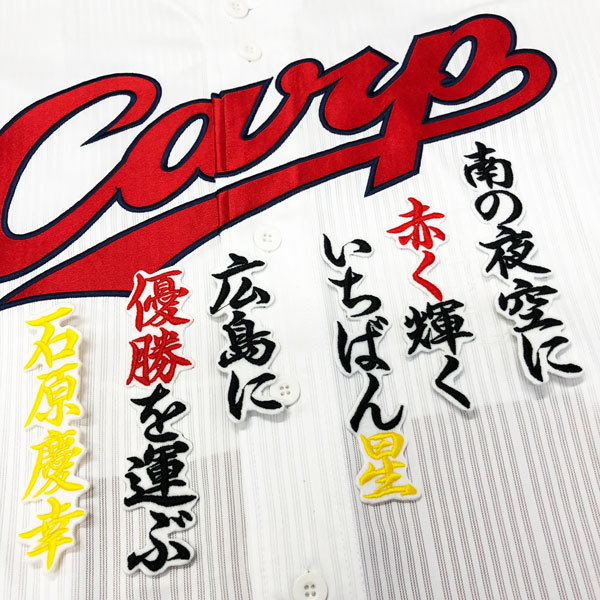 Carp
南の夜空に
赤く輝く
いちばん星
広島に
優勝を運ぶ
石原慶幸